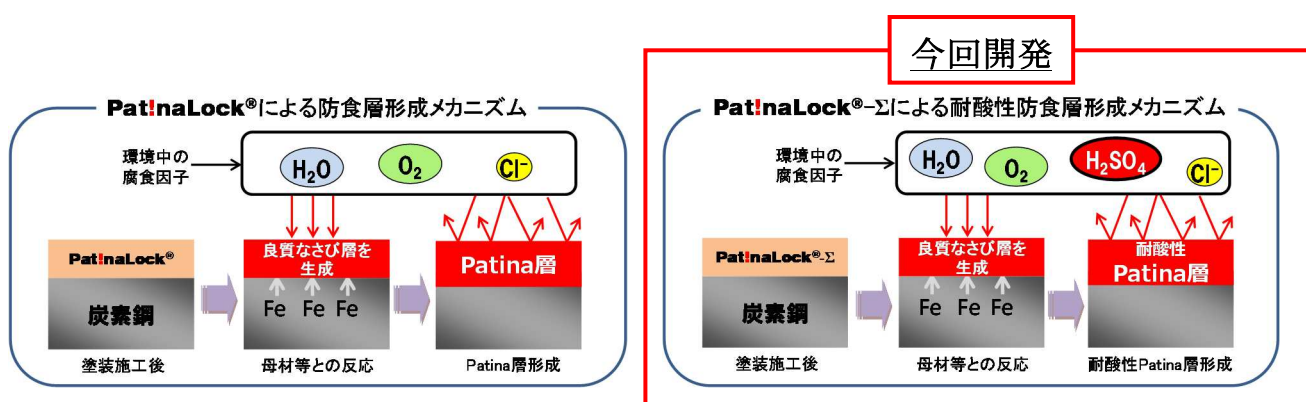 今回開発
Pat!naLock®による防食層形成メカニズム
環境中の
腐食因子
H₂O
O₂
Cl⁻
Pat!naLock®
炭素鋼
塗装施工後
良質なさび層を
生成
Fe Fe Fe
母材等との反応
Patina層
Patina層形成
Pat!naLock®-Σによる耐酸性防食層形成メカニズム
環境中の
腐食因子
H₂O
O₂
H₂SO₄
Cl⁻
Pat!naLock®-Σ
炭素鋼
塗装施工後
良質なさび層を
生成
Fe Fe Fe
母材等との反応
耐酸性
Patina層
耐酸性Patina層形成